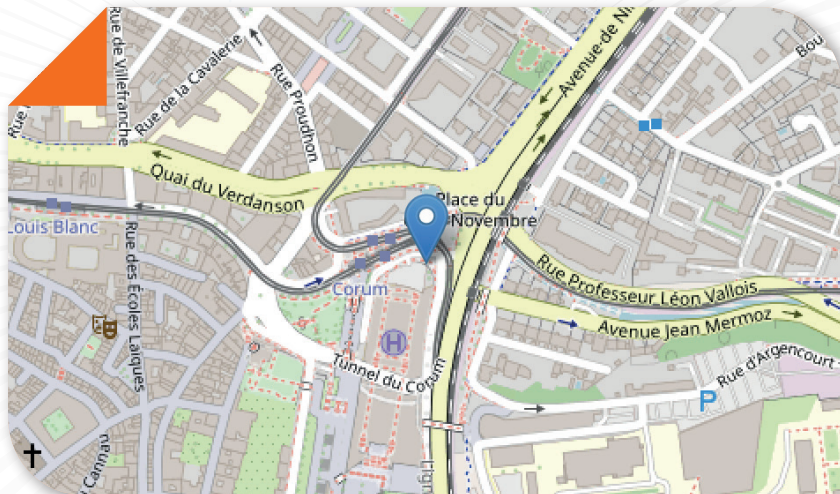 Rue de Villefranche
Rue de la Cavalerie
Rue Proudhon
Avenue de Ni
Bou
Rue
Quai du Verdanson
Place du
Novembre
Louis Blanc
Rue des Écoles Laïques
Corum
H
Rue Professeur Léon Vallois
Avenue Jean Mermoz
Tunnel du Corum
Rue d'Argencourt
P
Lign